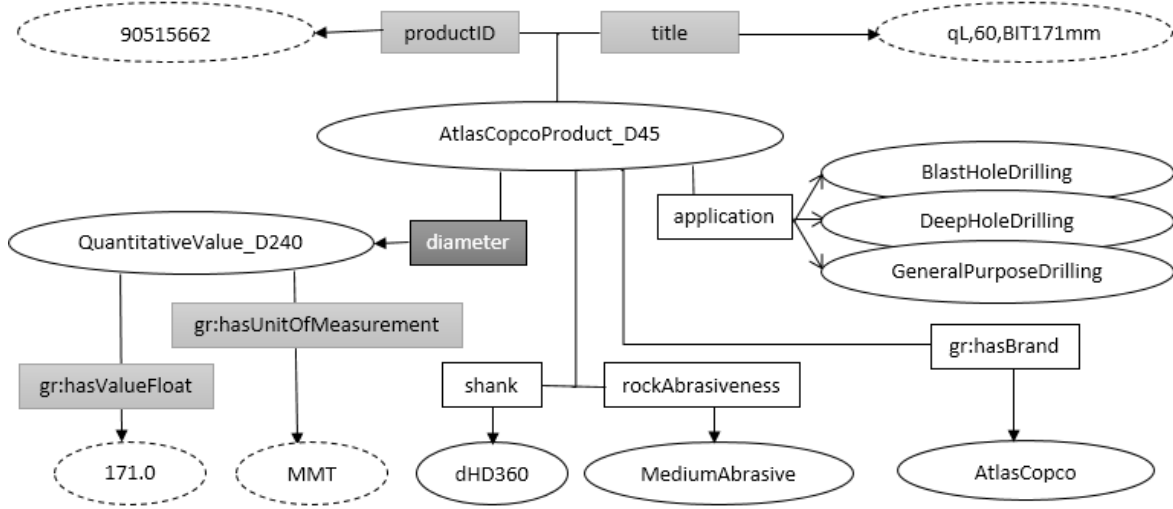 90515662
productID
title
qL,60,BIT171mm
AtlasCopcoProduct_D45
BlastHoleDrilling
application
DeepHoleDrilling
QuantitativeValue_D240
diameter
GeneralPurposeDrilling
gr:hasUnitOfMeasurement
gr:hasBrand
gr:hasValueFloat
shank
rockAbrasiveness
171.0
MMT
dHD360
MediumAbrasive
AtlasCopco